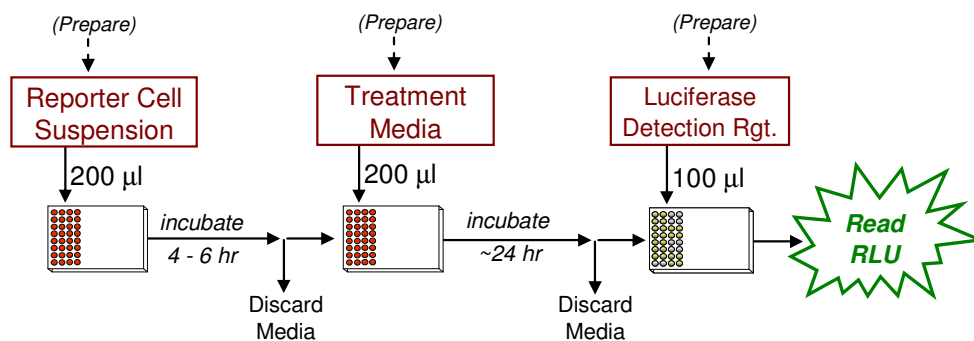 (Prepare)
(Prepare)
(Prepare)
Reporter Cell
Suspension
Treatment
Media
Luciferase
Detection Rgt.
200 µl
200 µl
100 µl
incubate
4 - 6 hr
incubate
~24 hr
Read
RLU
Discard
Media
Discard
Media